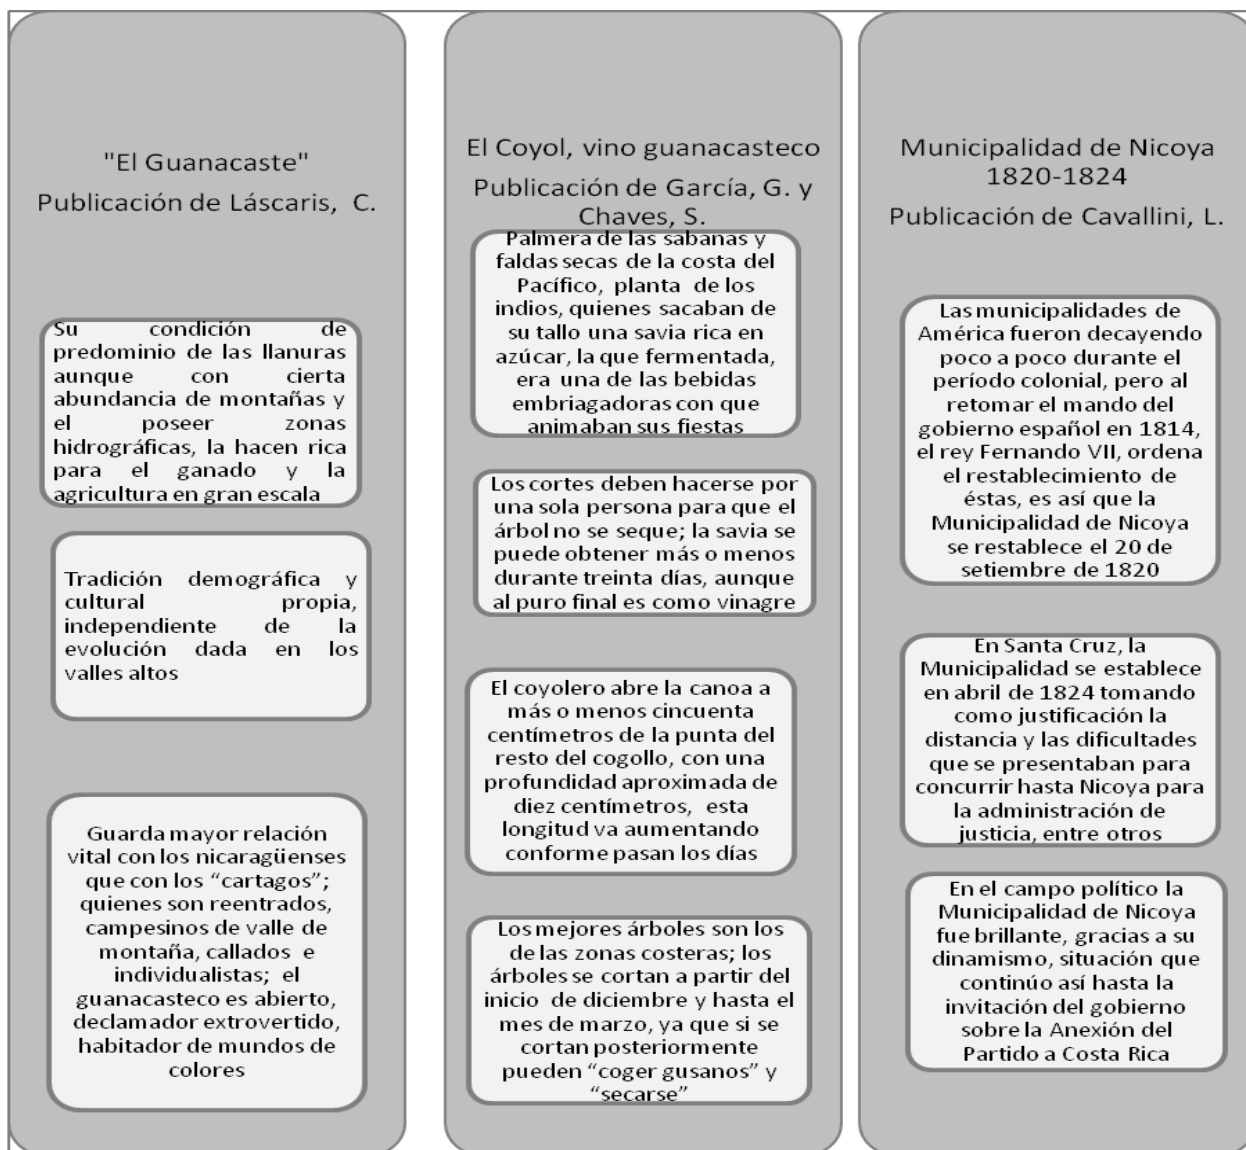 "El Guanacaste"
Publicación de Láscaris, C.
Su condición de
predominio de las llanuras
aunque con cierta
abundancia de montañas y
el poseer zonas
hidrográficas, la hacen rica
para el ganado y la
agricultura en gran escala
Tradición demográfica y
cultural propia,
independiente de la
evolución dada en los
valles altos
Guarda mayor relación
vital con los nicaragüenses
que con los “cartagos”;
quienes son reentrados,
campesinos de valle de
montaña, callados e
individualistas; el
guanacasteco es abierto,
declamador extrovertido,
habitador de mundos de
colores
El Coyol, vino guanacasteco
Publicación de García, G. y
Chaves, S.
Palmera de las sabanas y
faldas secas de la costa del
Pacífico, planta de los
indios, quienes sacaban de
su tallo una savia rica en
azúcar, la que fermentada,
era una de las bebidas
embriagadoras con que
animaban sus fiestas
Los cortes deben hacerse por
una sola persona para que el
árbol no se seque; la savia se
puede obtener más o menos
durante treinta días, aunque
al puro final es como vinagre
El coyolero abre la canoa a
más o menos cincuenta
centímetros de la punta del
resto del cogollo, con una
profundidad aproximada de
diez centímetros, esta
longitud va aumentando
conforme pasan los días
Los mejores árboles son los
de las zonas costeras; los
árboles se cortan a partir del
inicio de diciembre y hasta el
mes de marzo, ya que si se
cortan posteriormente
pueden “coger gusanos” y
“secarse”
Municipalidad de Nicoya
1820-1824
Publicación de Cavallini, L.
Las municipalidades de
América fueron decayendo
poco a poco durante el
período colonial, pero al
retomar el mando del
gobierno español en 1814,
el rey Fernando VII, ordena
el restablecimiento de
éstas, es así que la
Municipalidad de Nicoya
se restablece el 20 de
setiembre de 1820
En Santa Cruz, la
Municipalidad se establece
en abril de 1824 tomando
como justificación la
distancia y las dificultades
que se presentaban para
concurrir hasta Nicoya para
la administración de
justicia, entre otros
En el campo político la
Municipalidad de Nicoya
fue brillante, gracias a su
dinamismo, situación que
continúo así hasta la
invitación del gobierno
sobre la Anexión del
Partido a Costa Rica